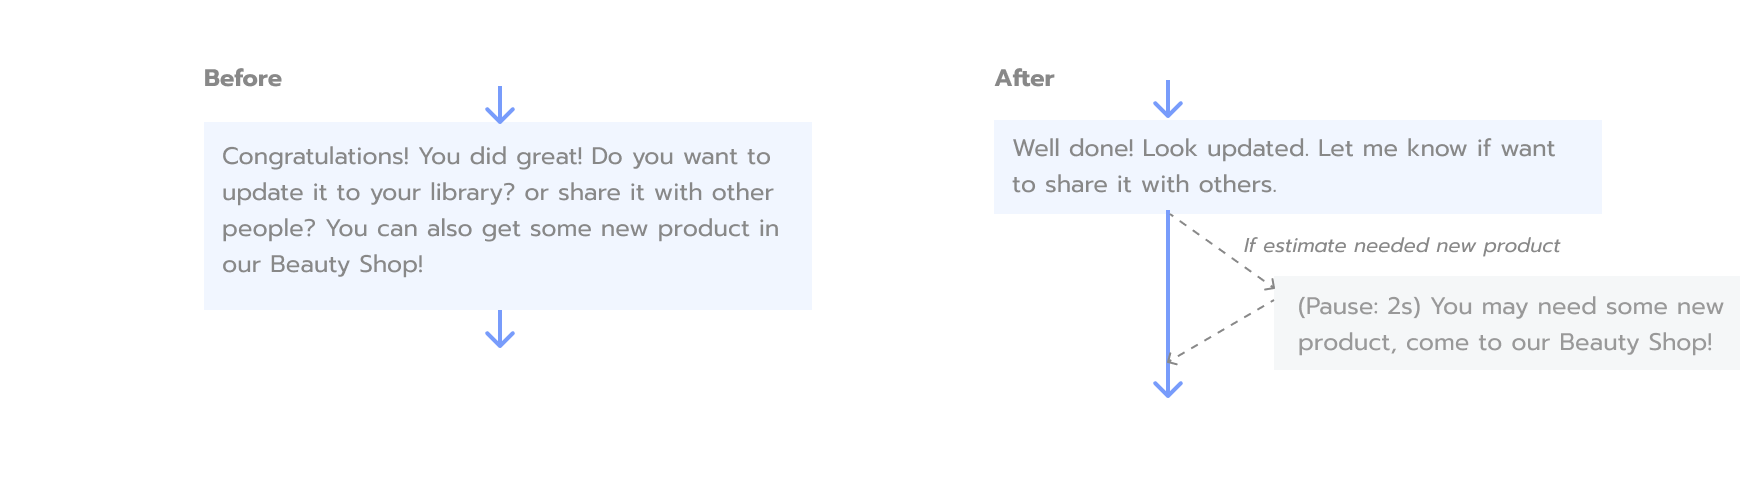 Before
Congratulations! You did great! Do you want to
update it to your library? or share it with other
people? You can also get some new product in
our Beauty Shop!
After
Well done! Look updated. Let me know if want
to share it with others.
If estimate needed new product
(Pause: 2s) You may need some new
product, come to our Beauty Shop!